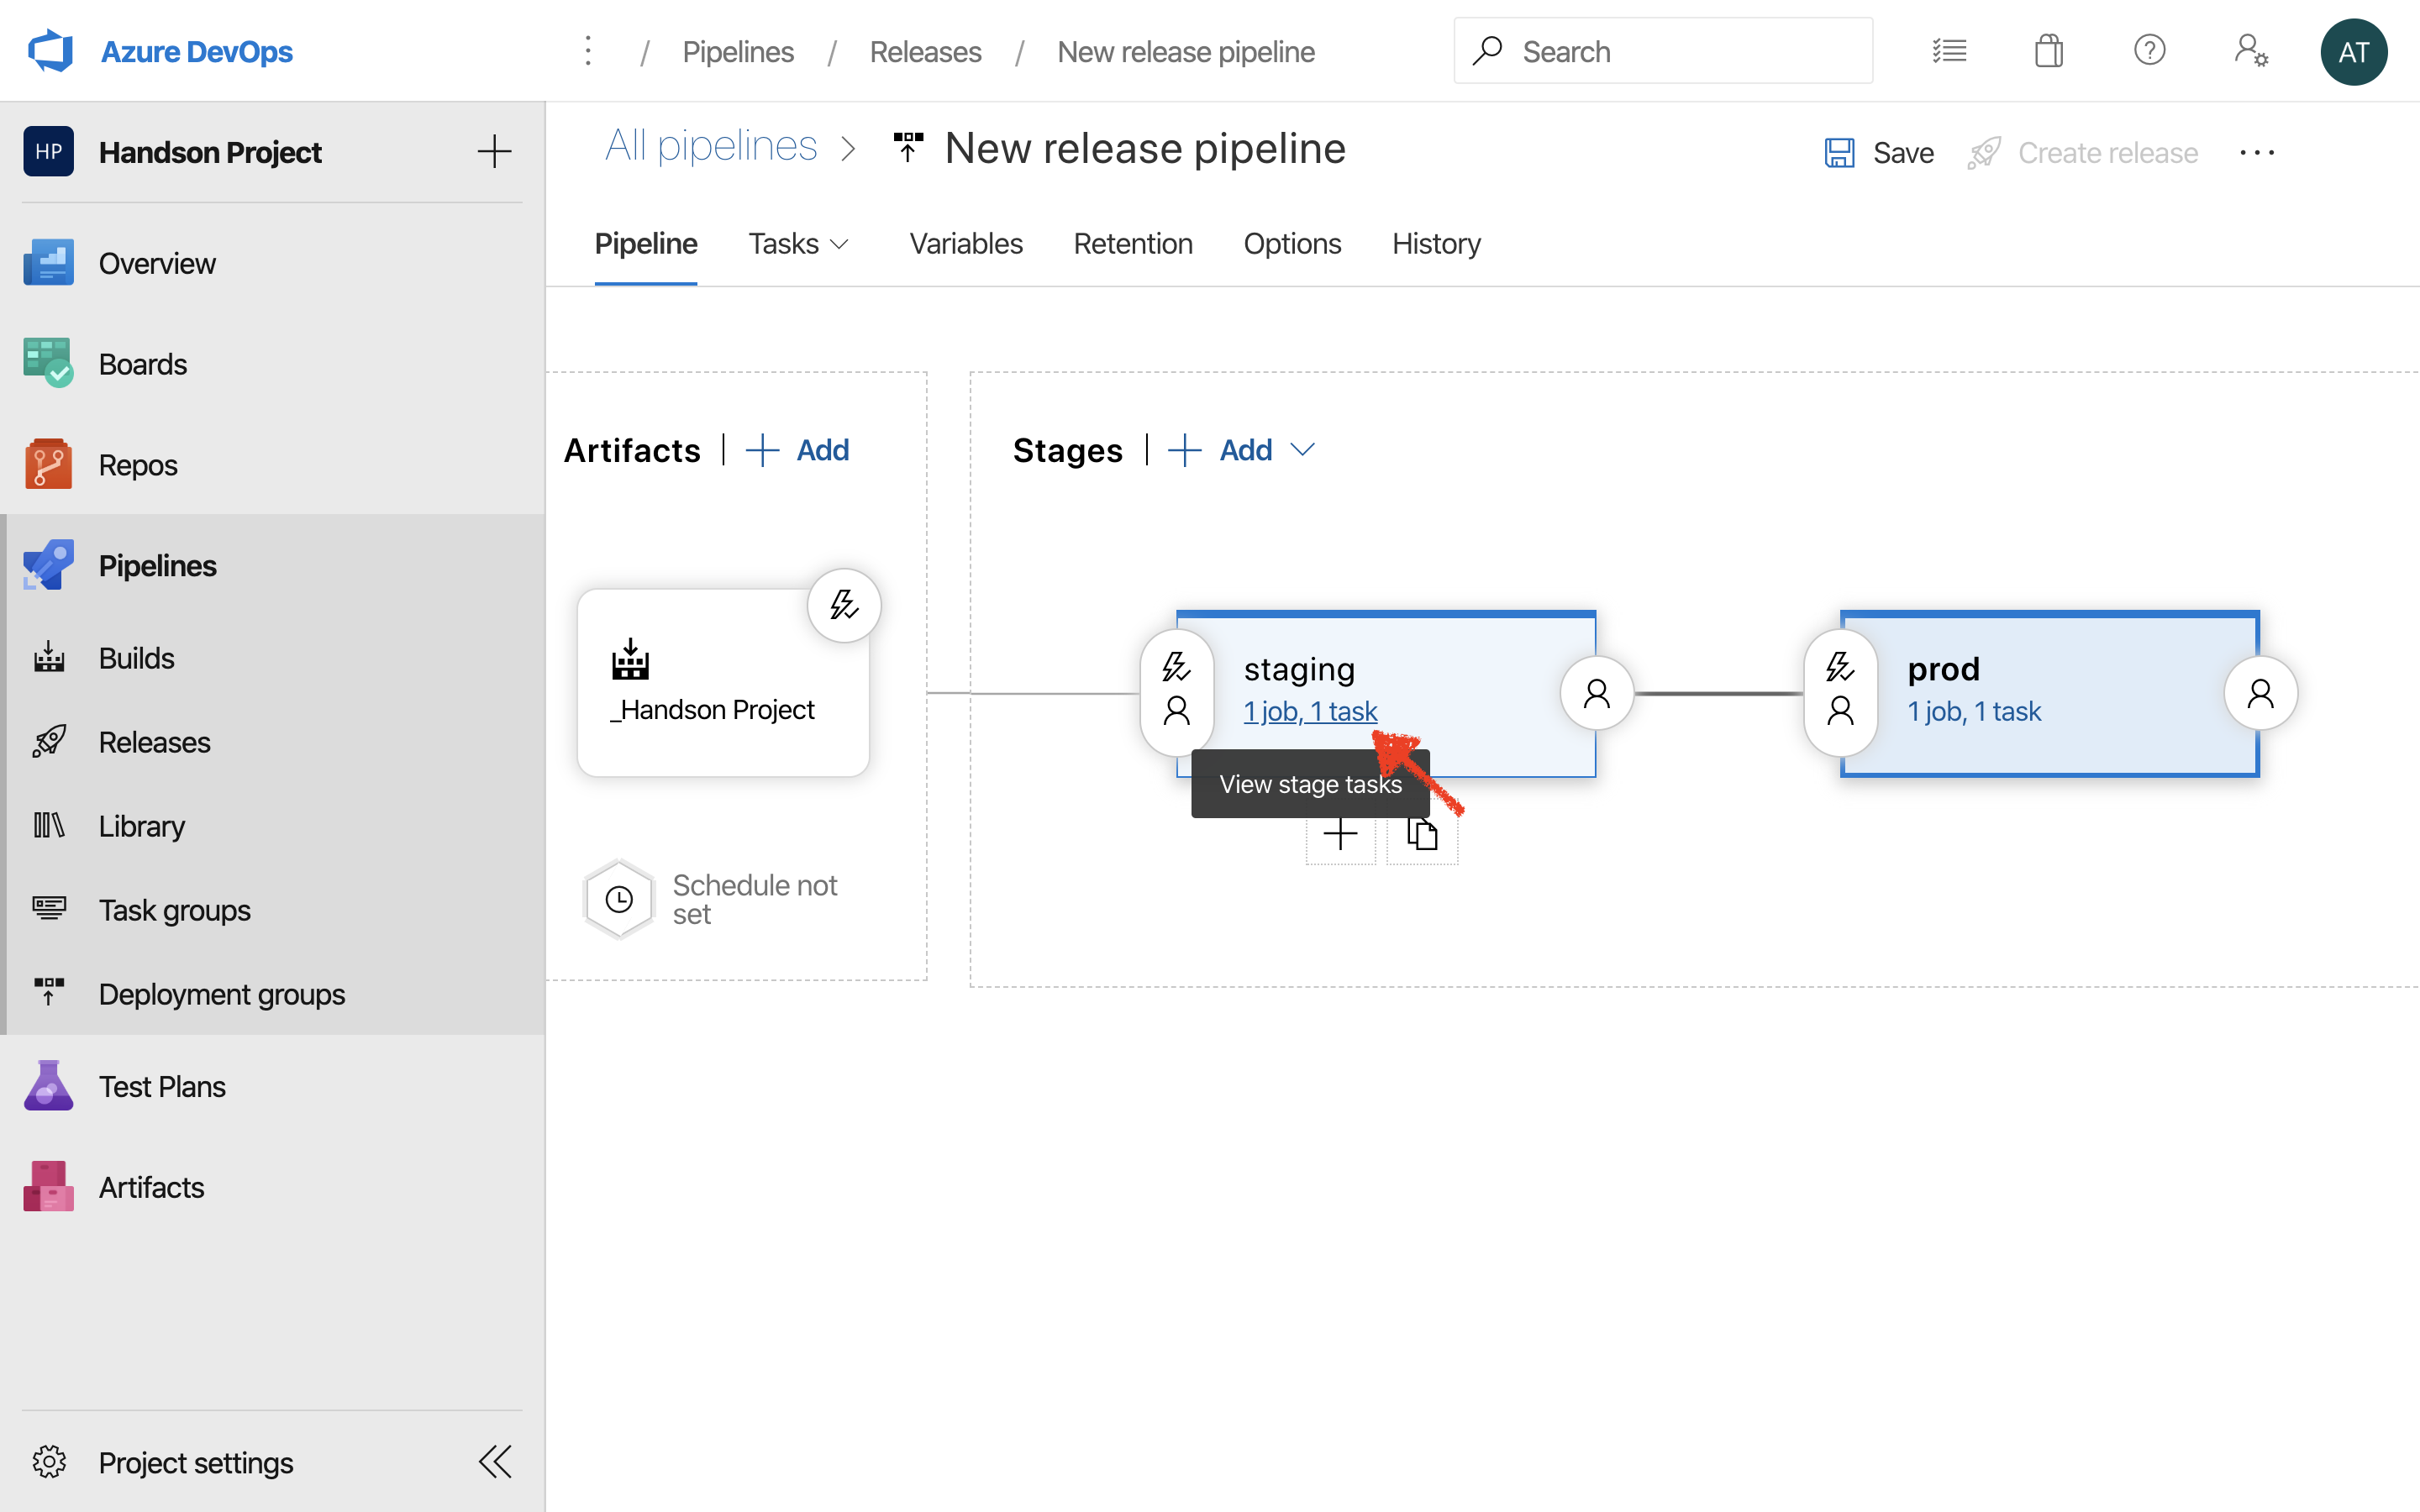 Azure DevOps
/ Pipelines / Releases / New release pipeline
Search
AT
HP
Handson Project
Overview
Boards
Repos
Pipelines
Builds
Releases
Library
Task groups
Deployment groups
Test Plans
Artifacts
Project settings
All pipelines > New release pipeline
Save
Create release
Pipeline
Tasks
Variables
Retention
Options
History
Artifacts | + Add
_Handson Project
Schedule not
set
Stages | + Add
staging
1 job, 1 task
View stage tasks
prod
1 job, 1 task